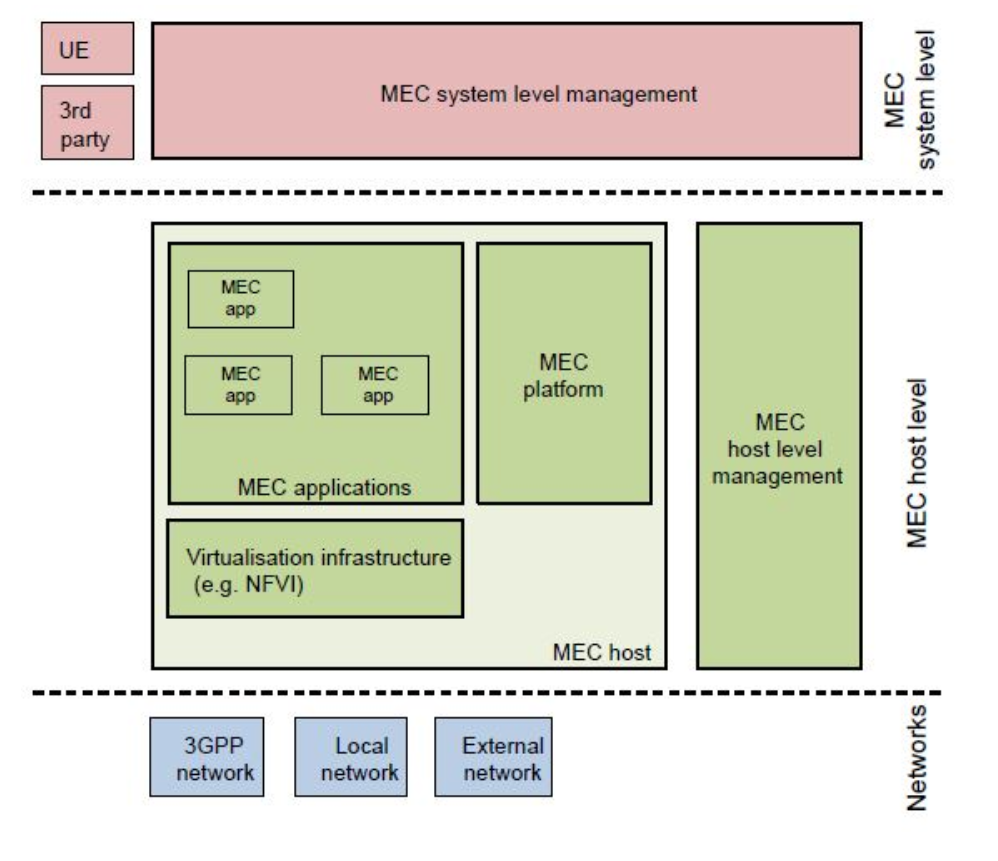 UE
3rd
party
MEC system level management
MEC
system level
MEC
app
MEC
app
MEC
app
MEC applications
MEC
platform
Virtualisation infrastructure
(e.g. NFVI)
MEC host
MEC
host level
management
MEC host level
3GPP
network
Local
network
External
network
Networks